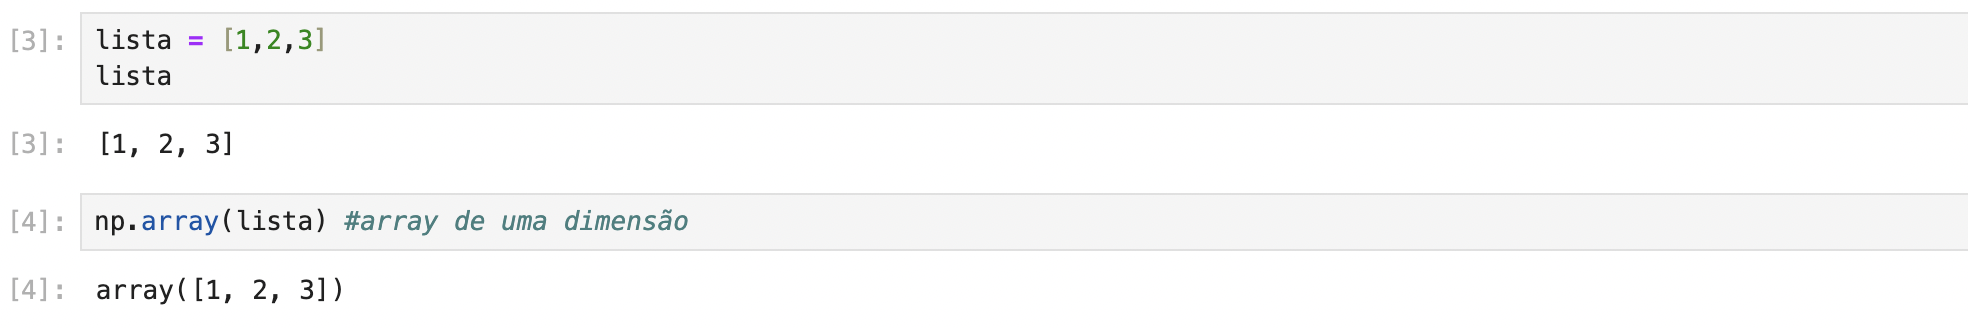 [3]: lista = [1,2,3]
lista
[3]: [1, 2, 3]
[4]: np.array(lista) #array de uma dimensão
[4]: array([1, 2, 3])